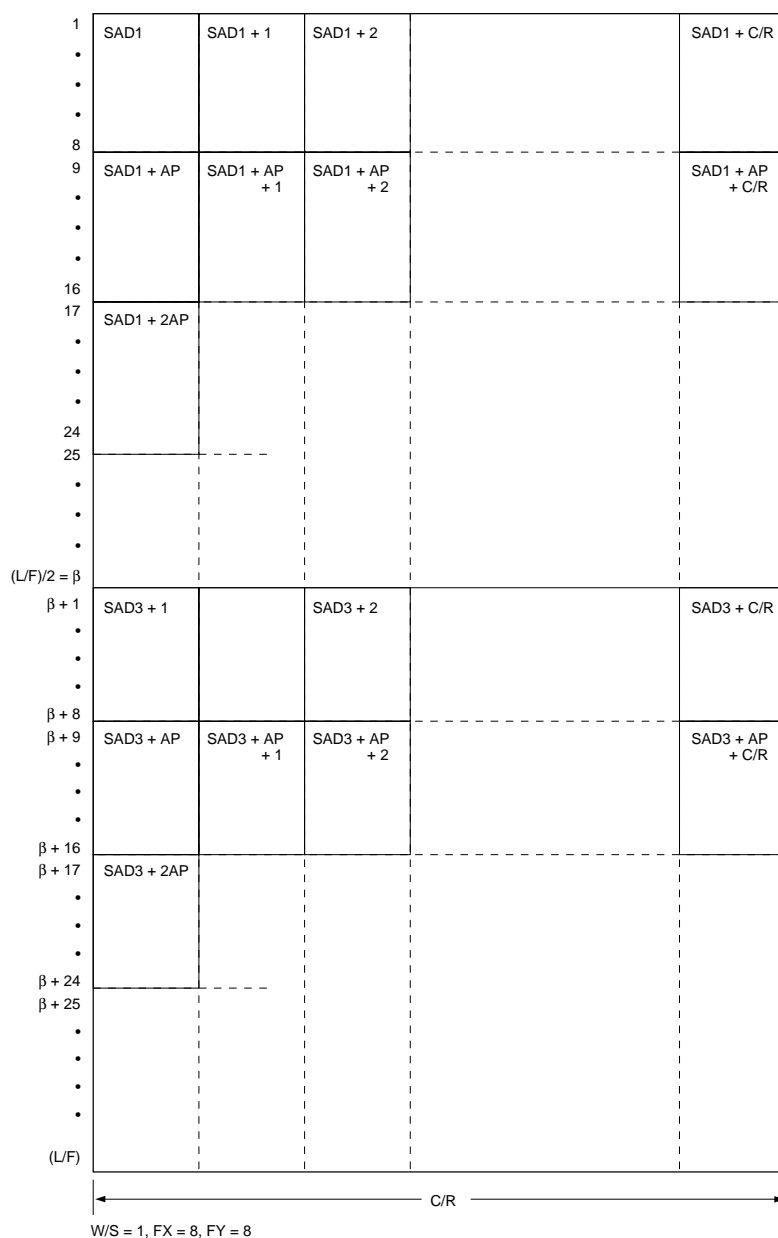 1 SAD1 SAD1 + 1 SAD1 + 2 SAD1 + C/R
•
•
•
8
9 SAD1 + AP SAD1 + AP SAD1 + AP SAD1 + AP
+ 1 + 2 + C/R
•
•
•
16
17 SAD1 + 2AP
•
•
•
24
25
•
•
•
(L/F)/2 = β
β + 1 SAD3 + 1 SAD3 + 2 SAD3 + C/R
•
•
•
β + 8
β + 9 SAD3 + AP SAD3 + AP SAD3 + AP SAD3 + AP
+ 1 + 2 + C/R
•
•
•
β + 16
β + 17 SAD3 + 2AP
•
•
•
β + 24
β + 25
•
•
•
•
(L/F)
C/R
W/S = 1, FX = 8, FY = 8